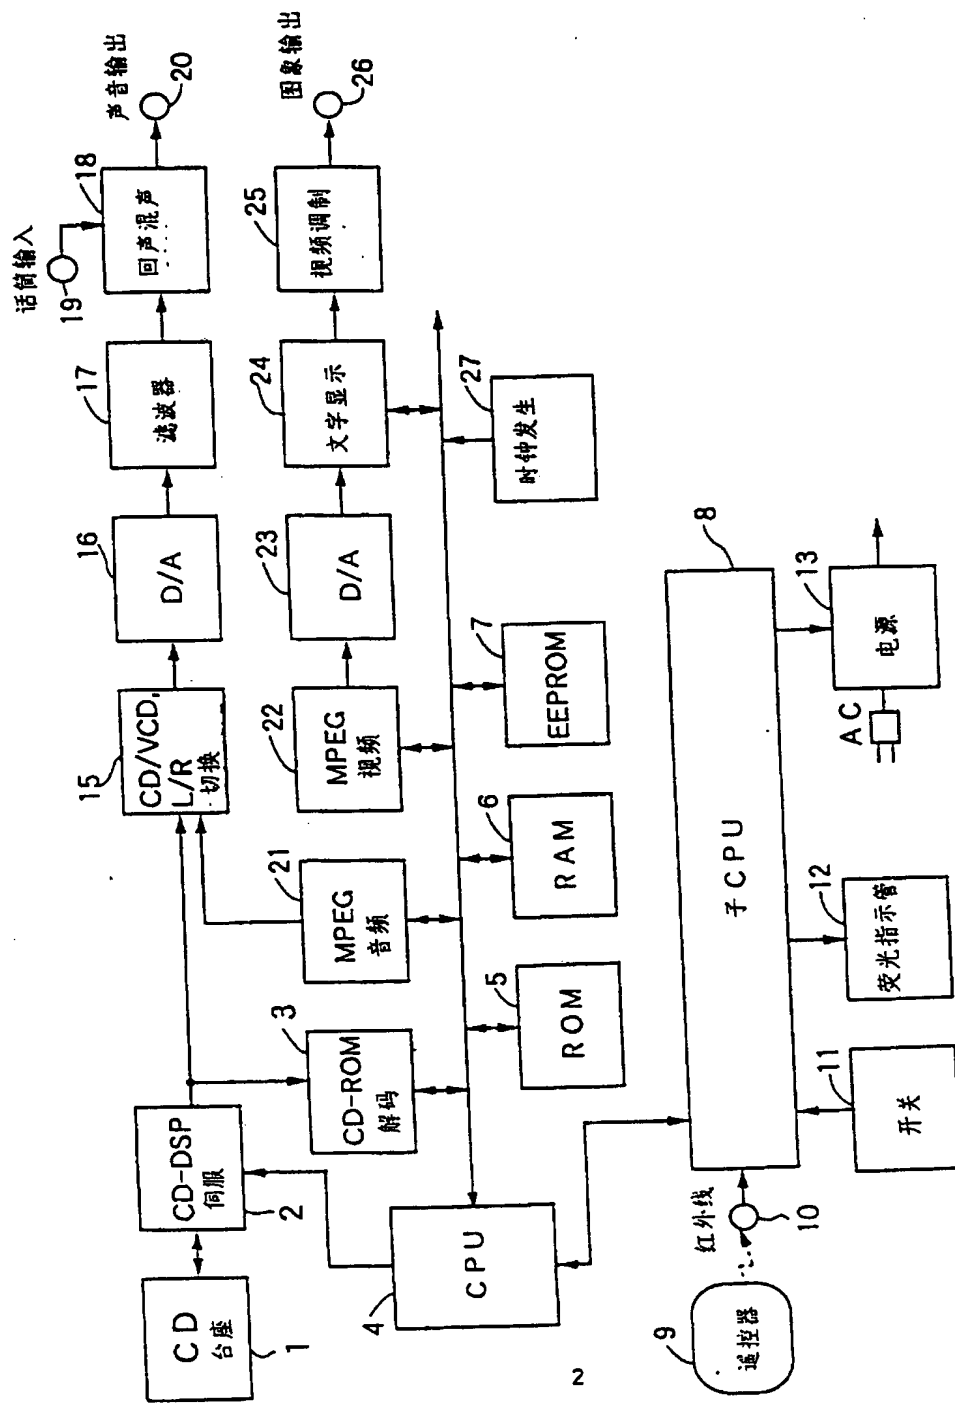 CD
台座
1
CD-DSP
伺服
2
CD-ROM
解码
3
CPU
4
MPEG
音频
21
CD/VCD,
L/R
切换
15
D/A
16
滤波器
17
回声混声
18
话筒输入
19
声音输出
20
MPEG
视频
22
D/A
23
文字显示
24
视频调制
25
图象输出
26
时钟发生
27
ROM
5
RAM
6
EEPROM
7
子CPU
8
遥控器
9
红外线
10
开关
11
荧光指示管
12
AC
电源
13
2